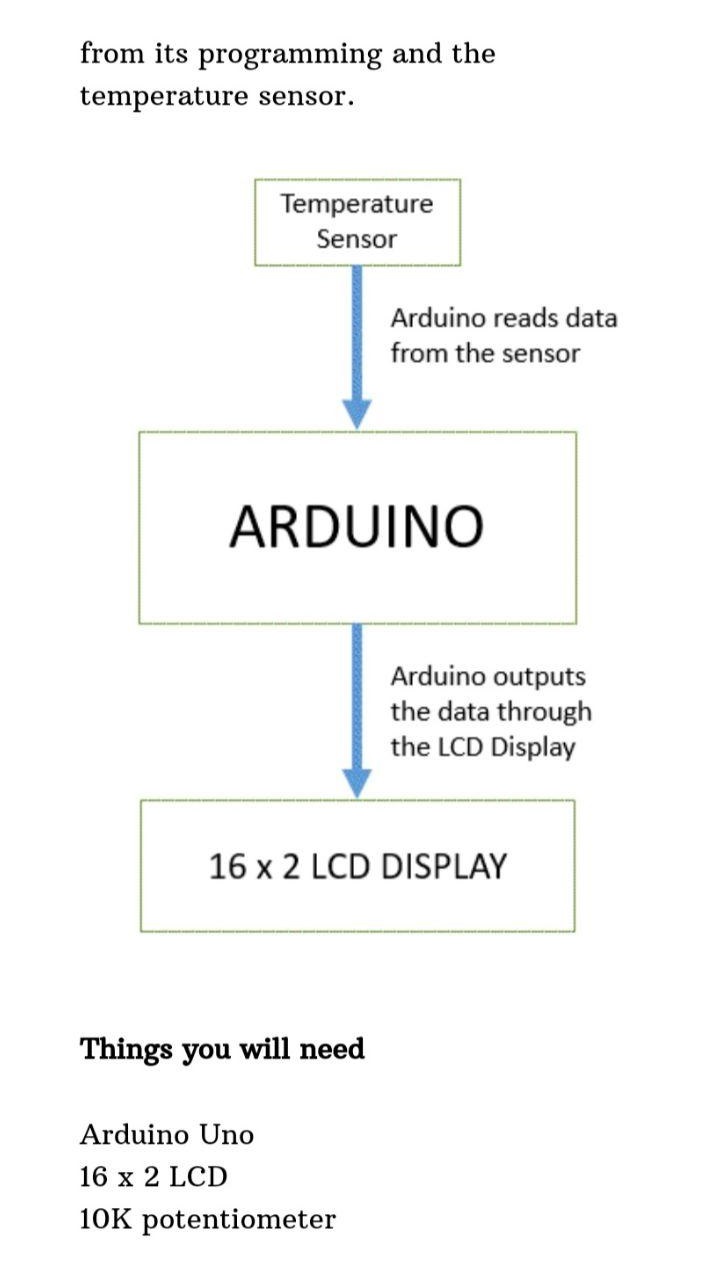 from its programming and the
temperature sensor.
Temperature
Sensor
Arduino reads data
from the sensor
ARDUINO
Arduino outputs
the data through
the LCD Display
16 x 2 LCD DISPLAY
Things you will need
Arduino Uno
16 x 2 LCD
10K potentiometer